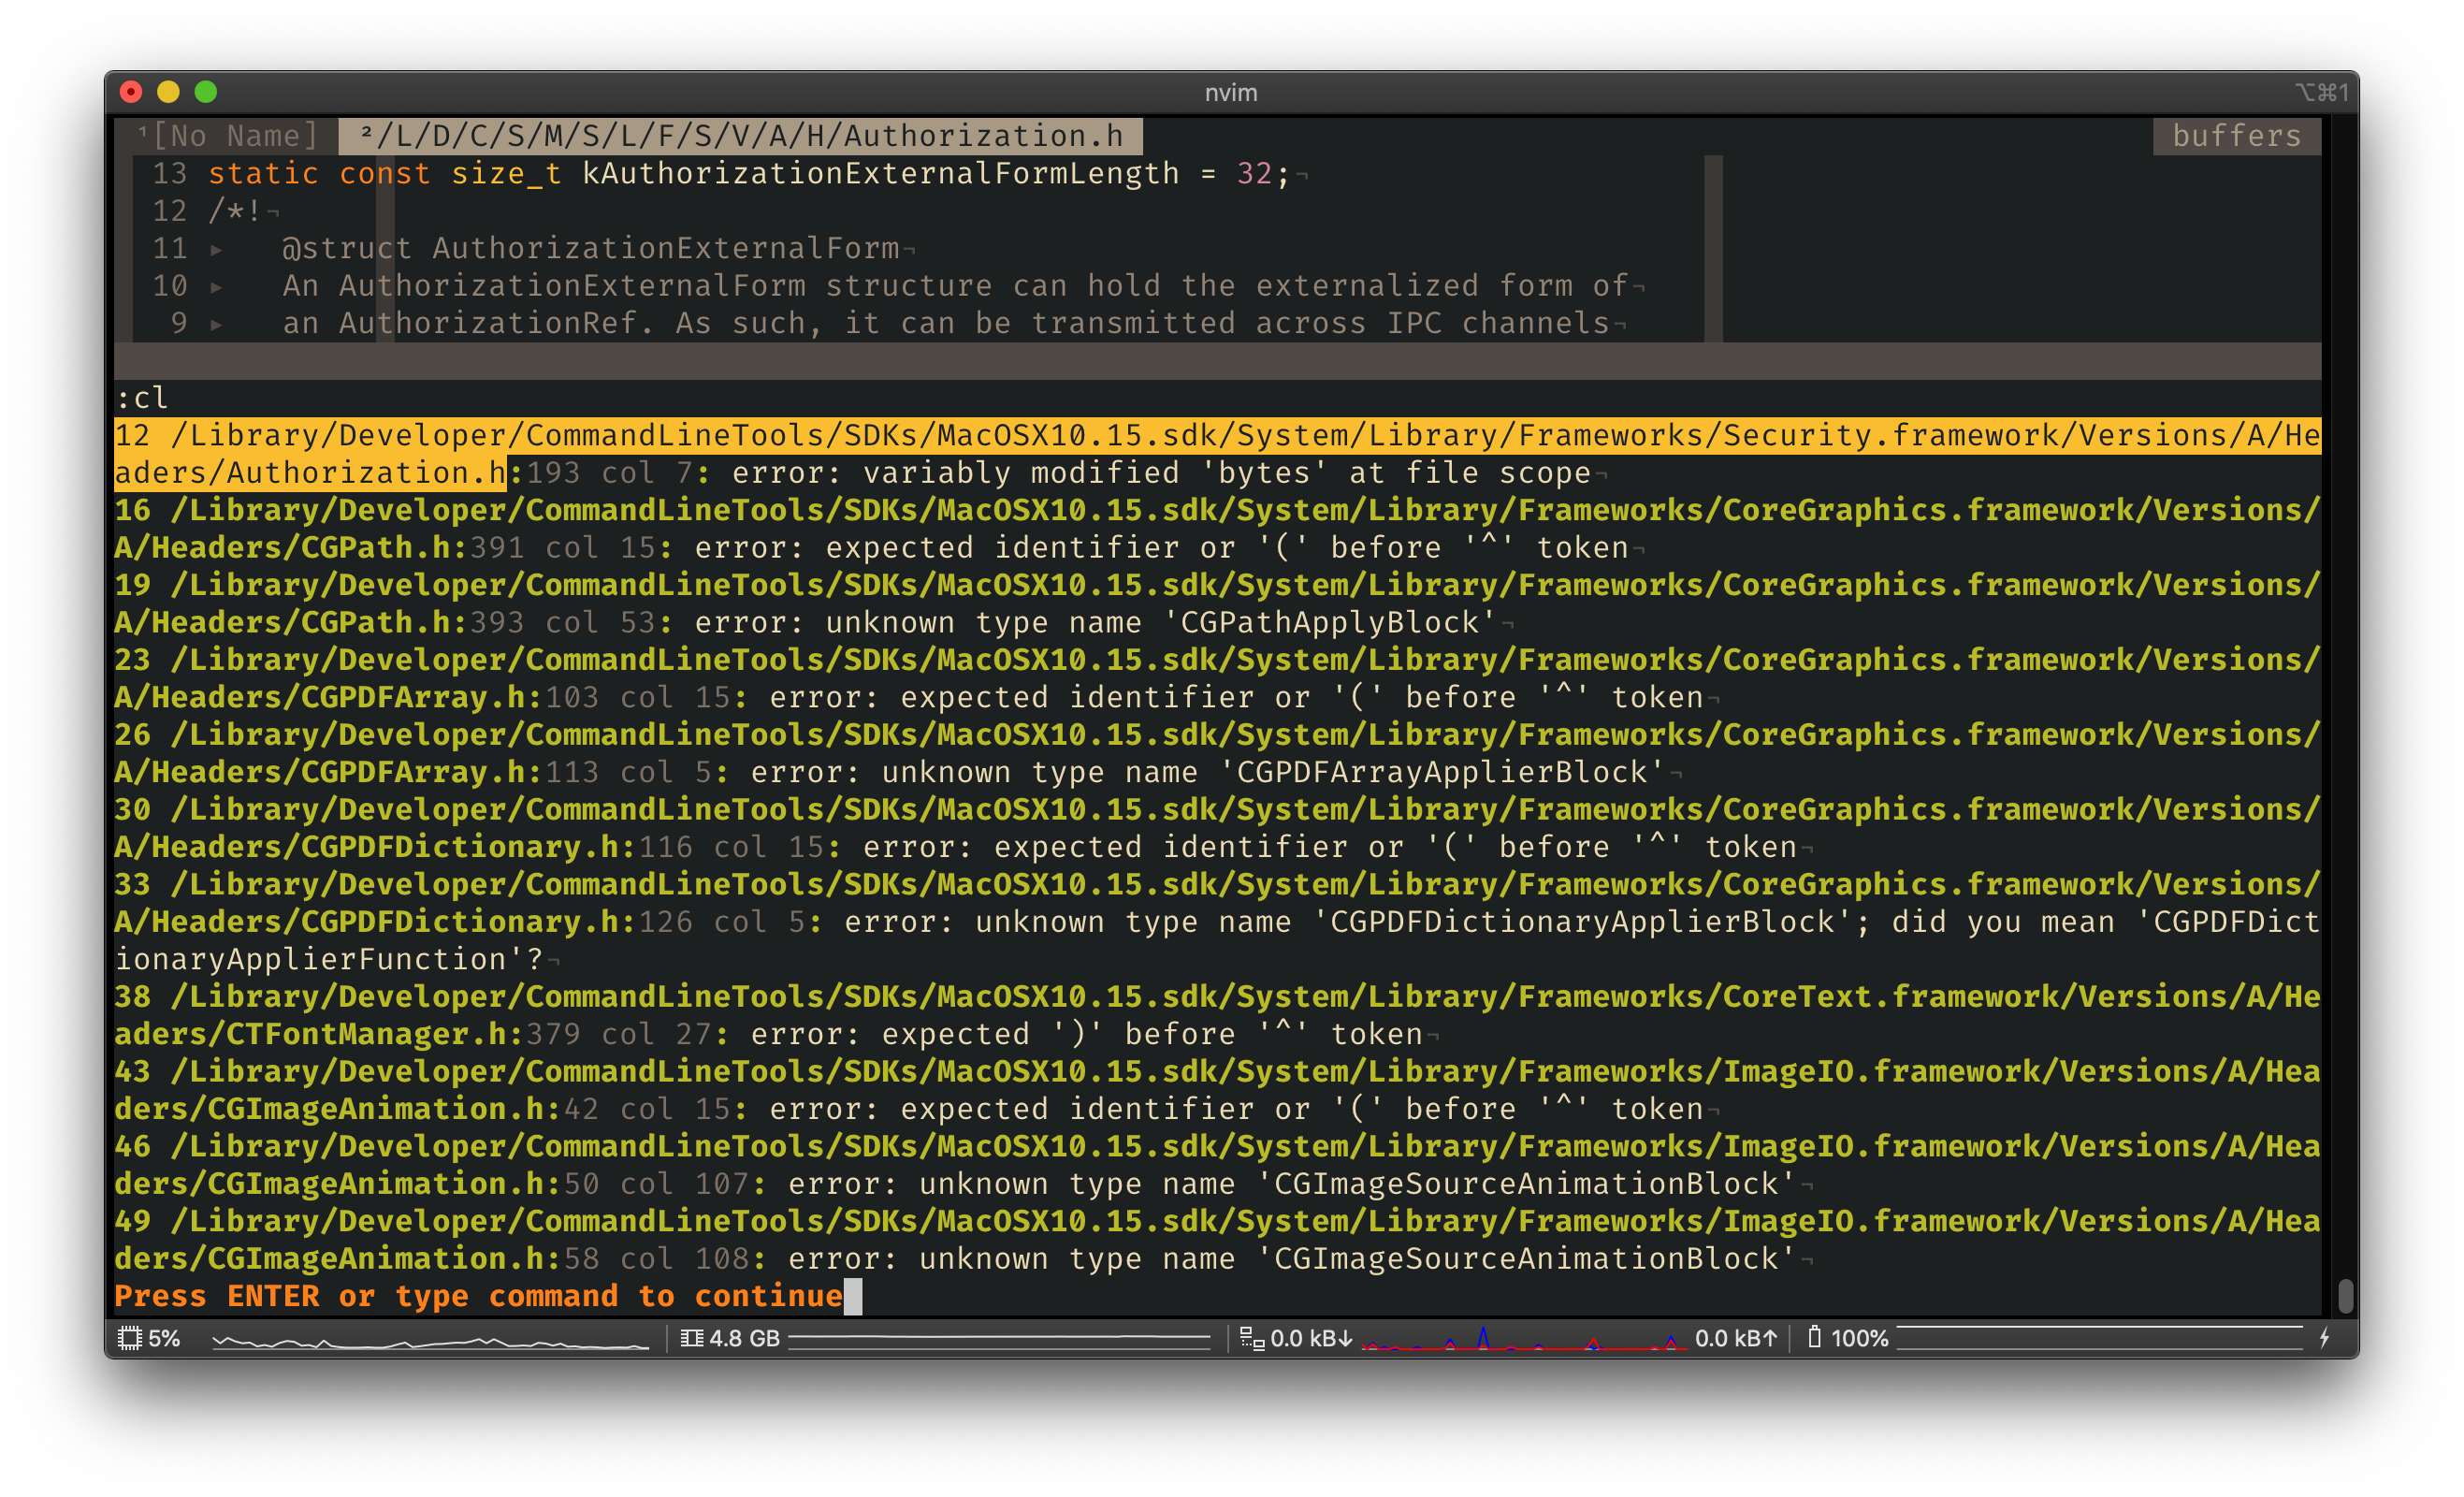 nvim
⌥⌘1
¹[No Name] ²/L/D/C/S/M/S/L/F/S/V/A/H/Authorization.h buffers
13 static const size_t kAuthorizationExternalFormLength = 32;¬
12 /*!¬
11 ▸   @struct AuthorizationExternalForm¬
10 ▸   An AuthorizationExternalForm structure can hold the externalized form of¬
9 ▸   an AuthorizationRef. As such, it can be transmitted across IPC channels¬
:cl
12 /Library/Developer/CommandLineTools/SDKs/MacOSX10.15.sdk/System/Library/Frameworks/Security.framework/Versions/A/He
aders/Authorization.h:193 col 7: error: variably modified 'bytes' at file scope¬
16 /Library/Developer/CommandLineTools/SDKs/MacOSX10.15.sdk/System/Library/Frameworks/CoreGraphics.framework/Versions/
A/Headers/CGPath.h:391 col 15: error: expected identifier or '(' before '^' token¬
19 /Library/Developer/CommandLineTools/SDKs/MacOSX10.15.sdk/System/Library/Frameworks/CoreGraphics.framework/Versions/
A/Headers/CGPath.h:393 col 53: error: unknown type name 'CGPathApplyBlock'¬
23 /Library/Developer/CommandLineTools/SDKs/MacOSX10.15.sdk/System/Library/Frameworks/CoreGraphics.framework/Versions/
A/Headers/CGPDFArray.h:103 col 15: error: expected identifier or '(' before '^' token¬
26 /Library/Developer/CommandLineTools/SDKs/MacOSX10.15.sdk/System/Library/Frameworks/CoreGraphics.framework/Versions/
A/Headers/CGPDFArray.h:113 col 5: error: unknown type name 'CGPDFArrayApplierBlock'¬
30 /Library/Developer/CommandLineTools/SDKs/MacOSX10.15.sdk/System/Library/Frameworks/CoreGraphics.framework/Versions/
A/Headers/CGPDFDictionary.h:116 col 15: error: expected identifier or '(' before '^' token¬
33 /Library/Developer/CommandLineTools/SDKs/MacOSX10.15.sdk/System/Library/Frameworks/CoreGraphics.framework/Versions/
A/Headers/CGPDFDictionary.h:126 col 5: error: unknown type name 'CGPDFDictionaryApplierBlock'; did you mean 'CGPDFDict
ionaryApplierFunction'?¬
38 /Library/Developer/CommandLineTools/SDKs/MacOSX10.15.sdk/System/Library/Frameworks/CoreText.framework/Versions/A/He
aders/CTFontManager.h:379 col 27: error: expected ')' before '^' token¬
43 /Library/Developer/CommandLineTools/SDKs/MacOSX10.15.sdk/System/Library/Frameworks/ImageIO.framework/Versions/A/Hea
ders/CGImageAnimation.h:42 col 15: error: expected identifier or '(' before '^' token¬
46 /Library/Developer/CommandLineTools/SDKs/MacOSX10.15.sdk/System/Library/Frameworks/ImageIO.framework/Versions/A/Hea
ders/CGImageAnimation.h:50 col 107: error: unknown type name 'CGImageSourceAnimationBlock'¬
49 /Library/Developer/CommandLineTools/SDKs/MacOSX10.15.sdk/System/Library/Frameworks/ImageIO.framework/Versions/A/Hea
ders/CGImageAnimation.h:58 col 108: error: unknown type name 'CGImageSourceAnimationBlock'¬
Press ENTER or type command to continue
5% 4.8 GB 0.0 kB↓ 0.0 kB↑ 100%